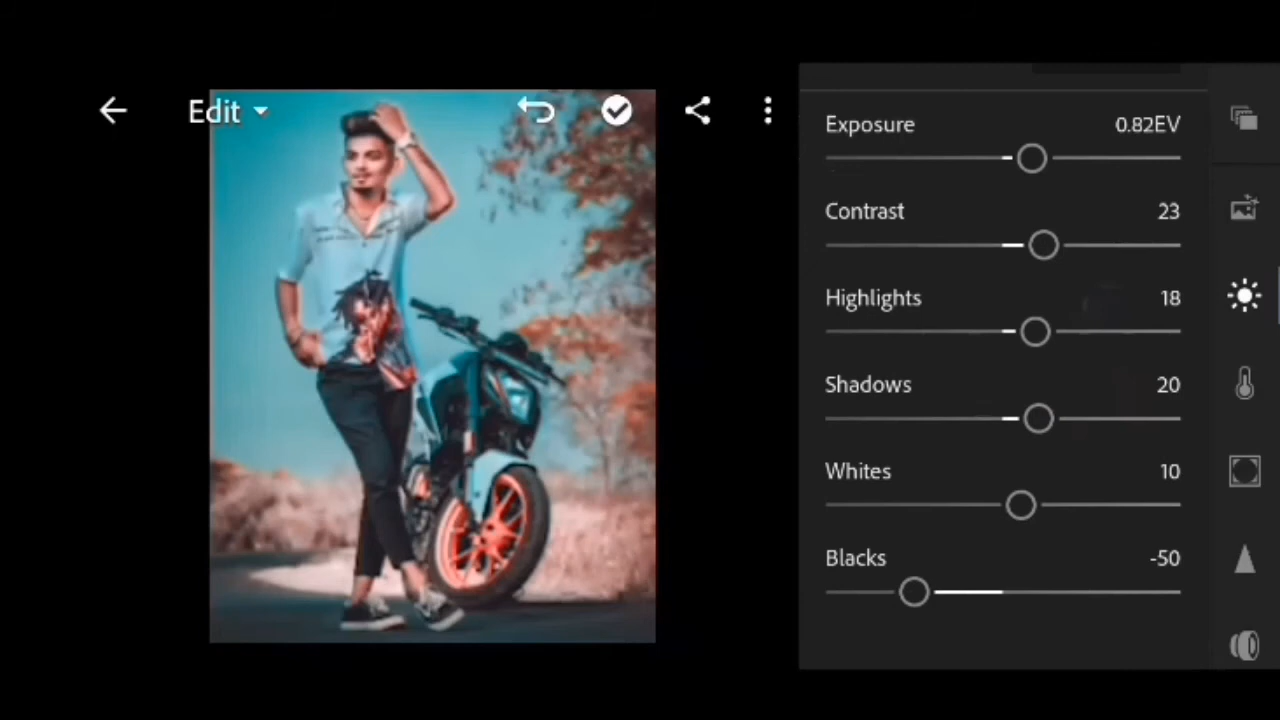 Edit
Exposure 0.82EV
Contrast 23
Highlights 18
Shadows 20
Whites 10
Blacks -50